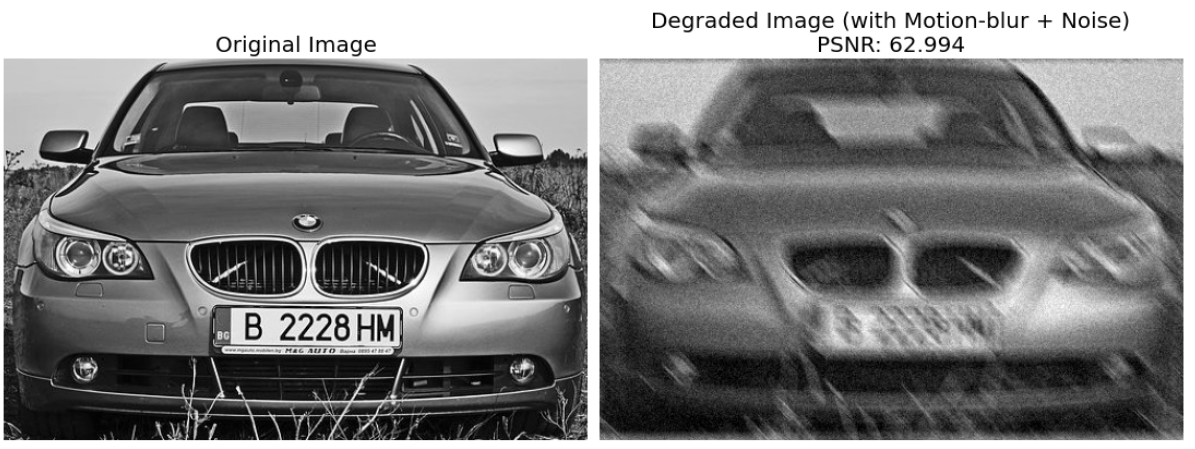 Original Image
Degraded Image (with Motion-blur + Noise)
PSNR: 62.994
BG
B 2228 HM
M&G AUTO